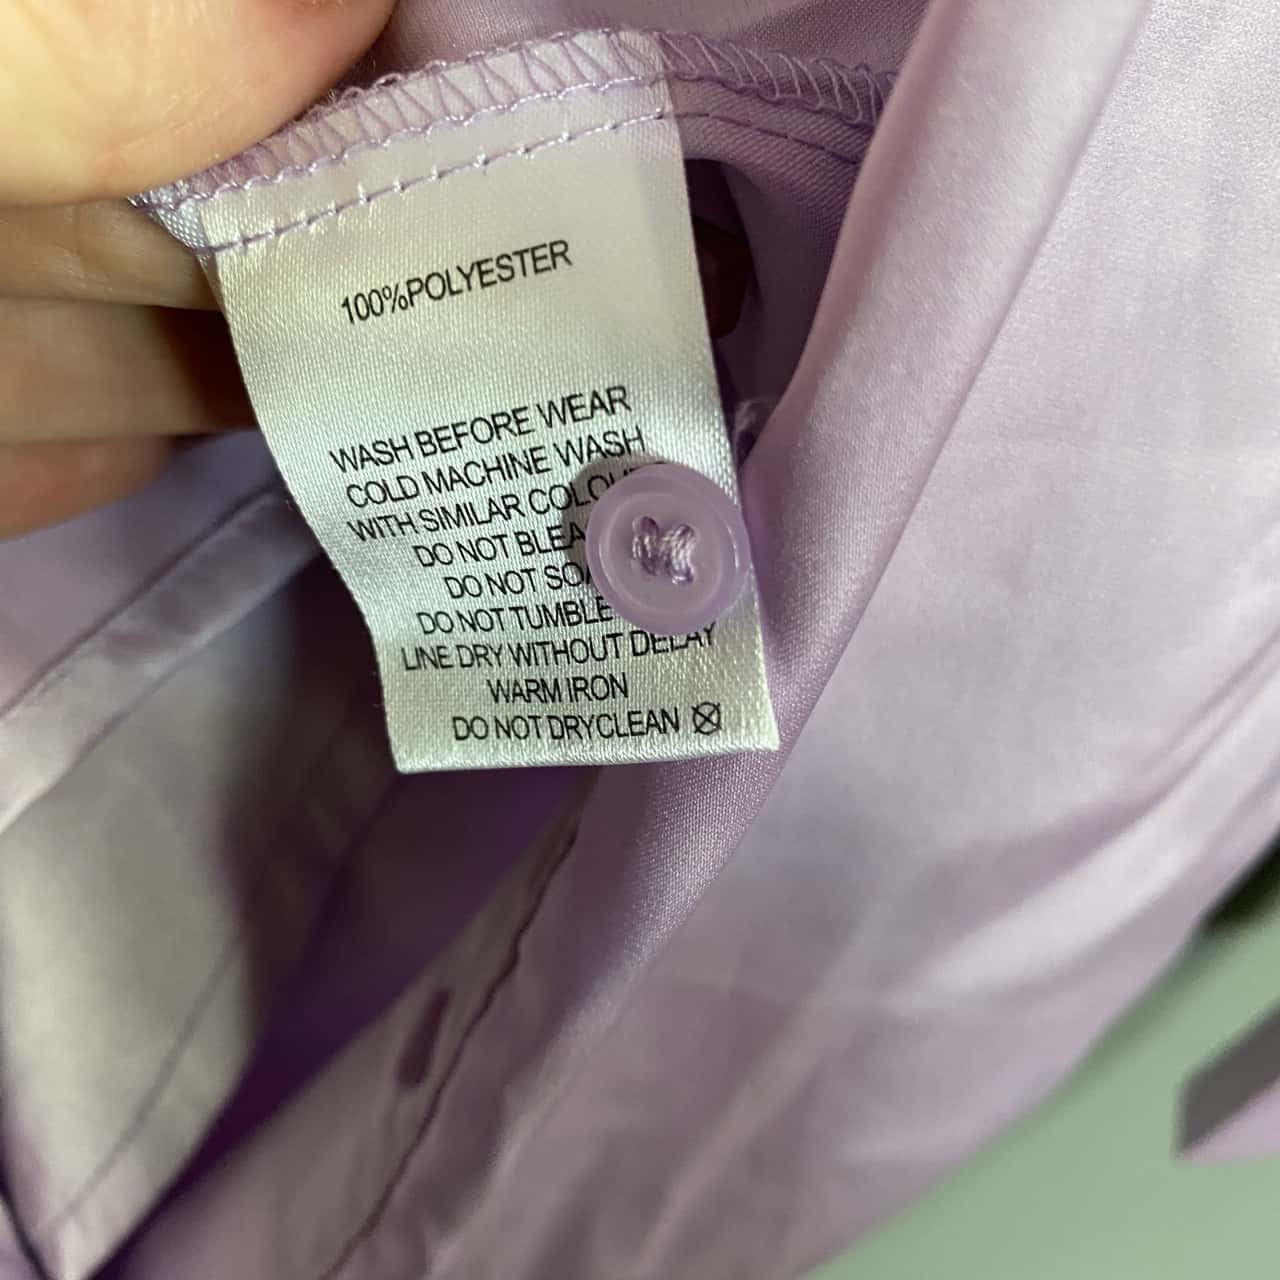 100%POLYESTER
WASH BEFORE WEAR
COLD MACHINE WASH
WITH SIMILAR
DO NOT
DO NOT
DO NOT TUMBLE
LINE DRY WITHOUT DELAY
WARM IRON
DO NOT DRYCLEAN